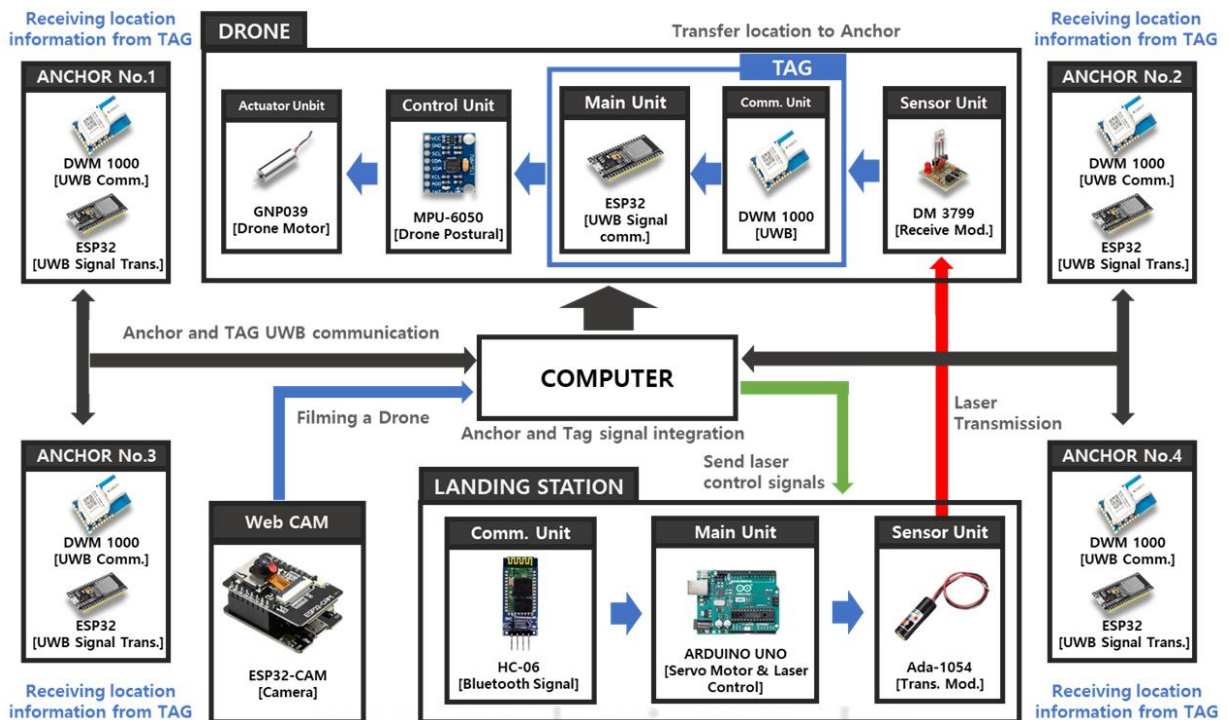 Receiving location
information from TAG
ANCHOR No.1
DWM 1000
[UWB Comm.]
ESP32
[UWB Signal Trans.]
DRONE
Transfer location to Anchor
TAG
Actuator Unbit
GNP039
[Drone Motor]
Control Unit
MPU-6050
[Drone Postural]
Main Unit
ESP32
[UWB Signal
comm.]
Comm. Unit
DWM 1000
[UWB]
Sensor Unit
DM 3799
[Receive Mod.]
Receiving location
information from TAG
ANCHOR No.2
DWM 1000
[UWB Comm.]
ESP32
[UWB Signal Trans.]
Anchor and TAG UWB communication
COMPUTER
Filming a Drone
Anchor and Tag signal integration
Laser
Transmission
Send laser
control signals
ANCHOR No.3
DWM 1000
[UWB Comm.]
ESP32
[UWB Signal Trans.]
Receiving location
information from TAG
Web CAM
ESP32-CAM
ESP32-CAM
[Camera]
LANDING STATION
Comm. Unit
HC-06
[Bluetooth Signal]
Main Unit
ARDUINO UNO
[Servo Motor & Laser
Control]
Sensor Unit
Ada-1054
[Trans. Mod.]
ANCHOR No.4
DWM 1000
[UWB Comm.]
ESP32
[UWB Signal Trans.]
Receiving location
information from TAG